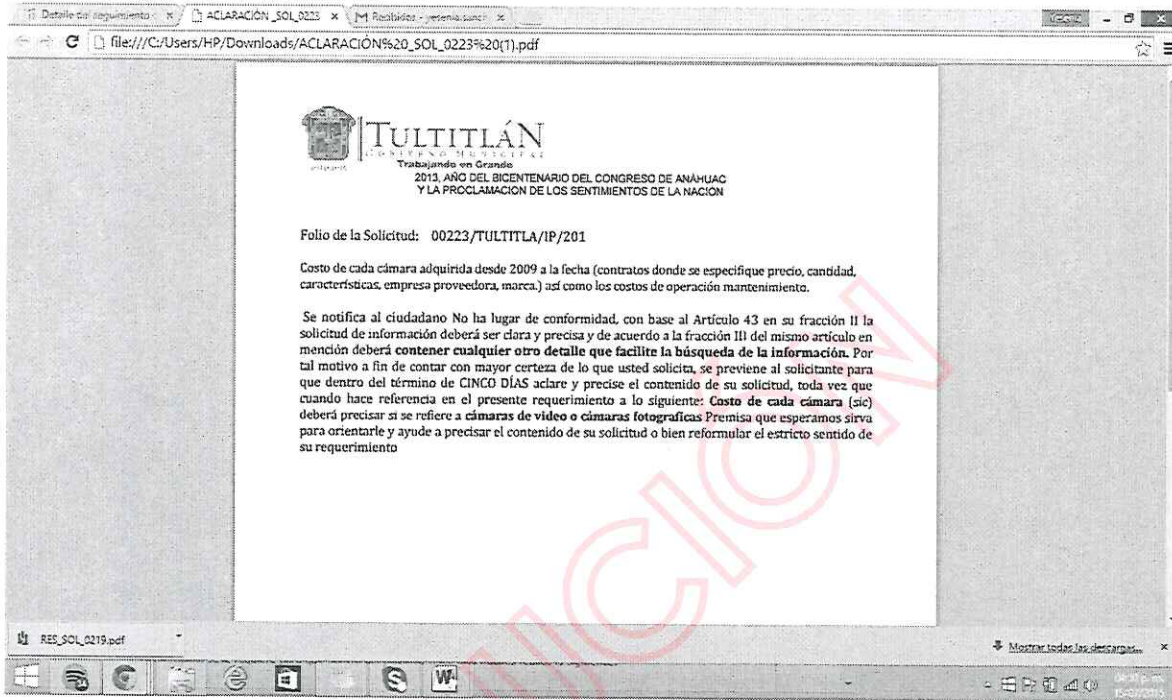 Detalle del seguimiento
ACLARACIÓN _SOL_0223
Recibidos -
file:///C:/Users/HP/Downloads/ACLARACIÓN%20_SOL_0223%20(1).pdf
TULTITLÁN
GOBIERNO MUNICIPAL
Trabajando en Grande
2013, AÑO DEL BICENTENARIO DEL CONGRESO DE ANÁHUAC
Y LA PROCLAMACION DE LOS SENTIMIENTOS DE LA NACION
Folio de la Solicitud: 00223/TULTITLA/IP/201
Costo de cada cámara adquirida desde 2009 a la fecha (contratos donde se especifique precio, cantidad,
características, empresa proveedora, marca.) así como los costos de operación mantenimiento.
Se notifica al ciudadano No ha lugar de conformidad, con base al Artículo 43 en su fracción II la
solicitud de información deberá ser clara y precisa y de acuerdo a la fracción III del mismo artículo en
mención deberá contener cualquier otro detalle que facilite la búsqueda de la información. Por
tal motivo a fin de contar con mayor certeza de lo que usted solicita, se previene al solicitante para
que dentro del término de CINCO DÍAS aclare y precise el contenido de su solicitud, toda vez que
cuando hace referencia en el presente requerimiento a lo siguiente: Costo de cada cámara (sic)
deberá precisar si se refiere a cámaras de video o cámaras fotograficas Premisa que esperamos sirva
para orientarle y ayude a precisar el contenido de su solicitud o bien reformular el estricto sentido de
su requerimiento
UCIÓN
RES_SOL_0219.pdf
Mostrar todas las descargas...
04:30 p.m.